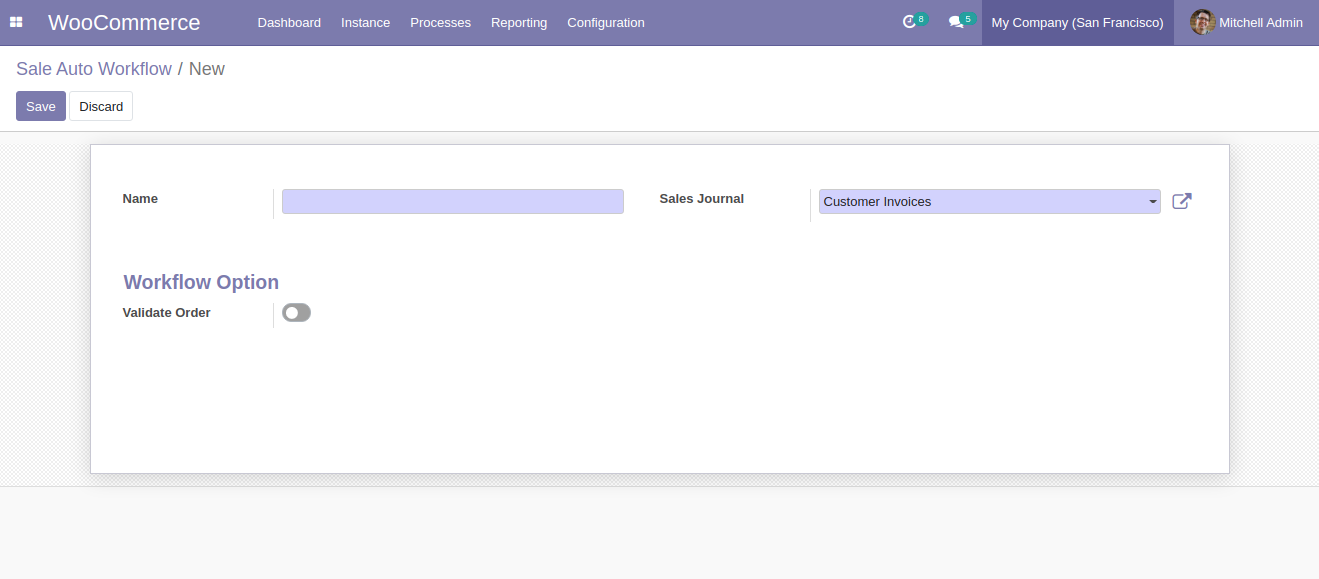 WooCommerce Dashboard Instance Processes Reporting Configuration 8 5 My Company (San Francisco) Mitchell Admin
Sale Auto Workflow / New
Save Discard
Name Sales Journal Customer Invoices
Workflow Option
Validate Order